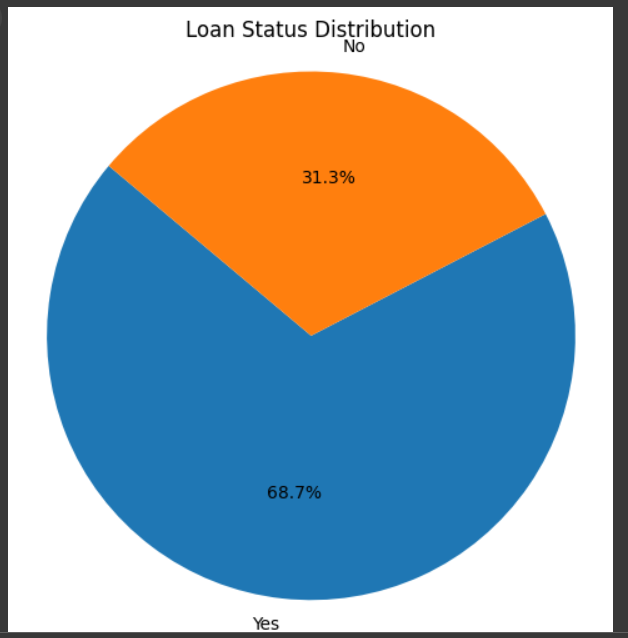 Loan Status Distribution
No
31.3%
68.7%
Yes